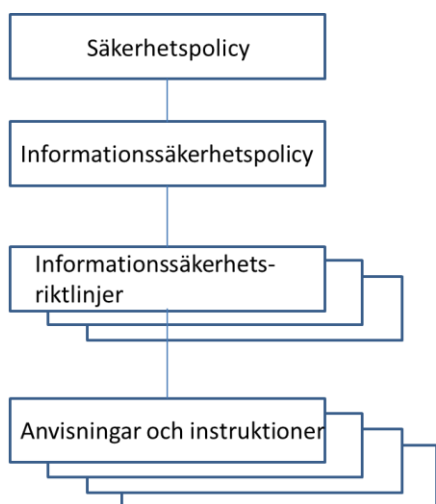 Säkerhetspolicy
Informationssäkerhetspolicy
Informationssäkerhets-
riktlinjer
Anvisningar och instruktioner